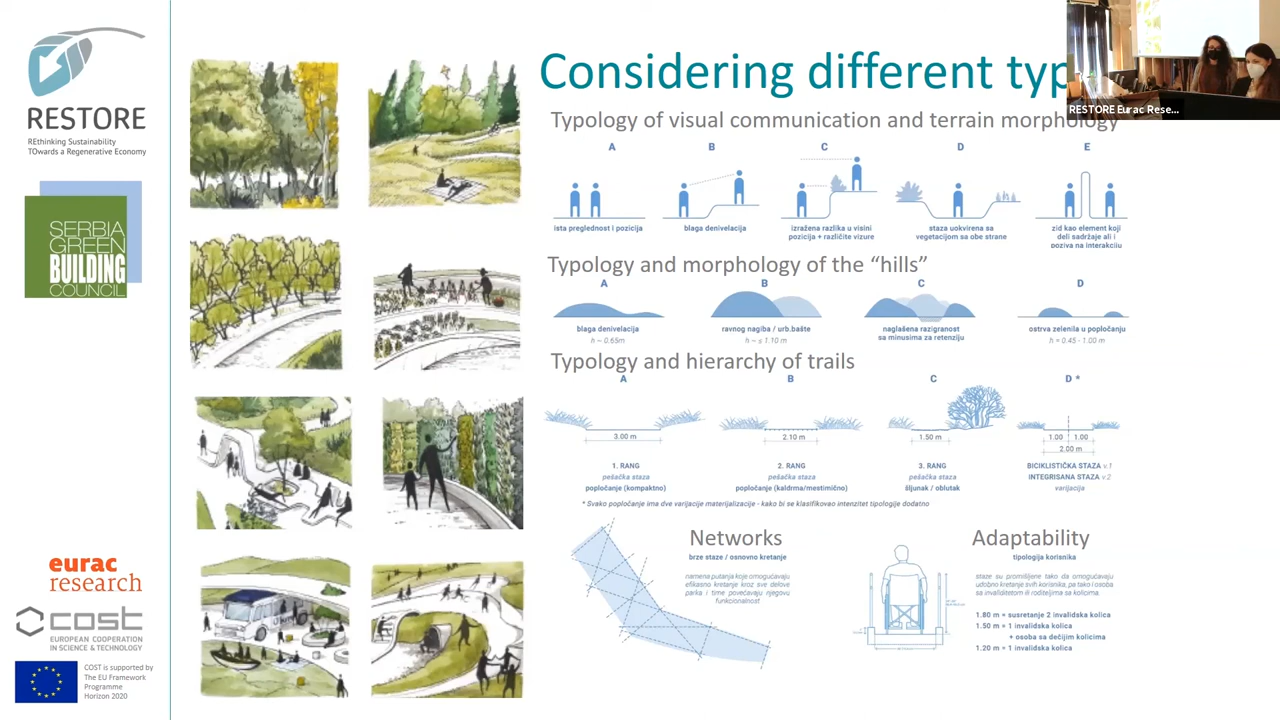 RESTORE
REthinking Sustainability
TOwards a Regenerative Economy
SERBIA
GREEN
BUILDING
COUNCIL
eurac
research
cost
EUROPEAN COOPERATION
IN SCIENCE & TECHNOLOGY
COST is supported by
The EU Framework
Programme
Horizon 2020
Considering different typ
RESTORE Eurac Rese...
Typology of visual communication and terrain morphology
A B C D E
ista preglednost i pozicija
blaga denivelacija
izražena razlika u visini
pozicija + različite vizure
staza uokvirena sa
vegetacijom sa obe strane
zid kao element koji
deli sadržaje ali i
poziva na interakciju
Typology and morphology of the “hills”
A B C D
blaga denivelacija
h ~ 0.65m
ravnog nagiba / urb.bašte
h ~ ≤ 1.10 m
naglašena razigranost
sa minusima za retenziju
ostrva zelenila u popločanju
h = 0.45 - 1.00 m
Typology and hierarchy of trails
A B C D *
3.00 m
2.10 m
1.50 m
1.00 1.00
2.00 m
1. RANG
pešačka staza
popločanje (kompaktno)
2. RANG
pešačka staza
popločanje (kaldrma/mestimično)
3. RANG
pešačka staza
šljunak / oblutak
BICIKLISTIČKA STAZA v.1
INTEGRISANA STAZA v.2
varijacija
* Svako popločanje ima dve varijacije materijalizacije - kako bi se klasifikovao intenzitet tipologije dodatno
Networks
brze staze / osnovno kretanje
namena putanja koje omogućavaju
efikasno kretanje kroz sve delove
parka i time povećavaju njegovu
funkcionalnost
Adaptability
tipologija korisnika
staze su promišljene tako da omogućavaju
udobno kretanje svih korisnika, pa tako i osoba
sa invaliditetom ili roditeljima sa kolicima.
1.80 m = susretanje 2 invalidska kolica
1.50 m = 1 invalidska kolica
+ osoba sa dečijim kolicima
1.20 m = 1 invalidska kolica